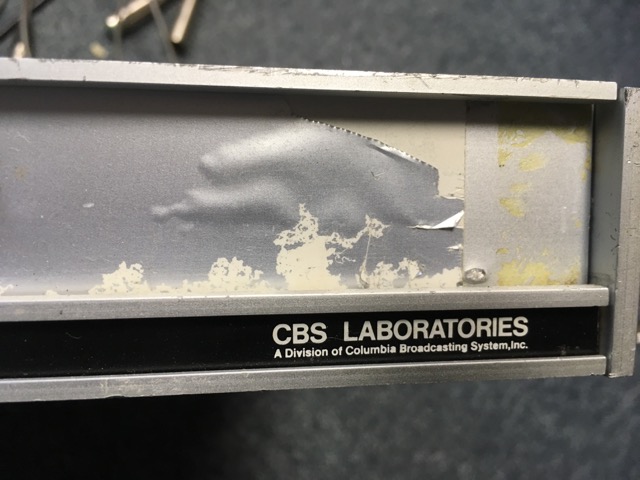 CBS LABORATORIES
A Division of Columbia Broadcasting System,Inc.